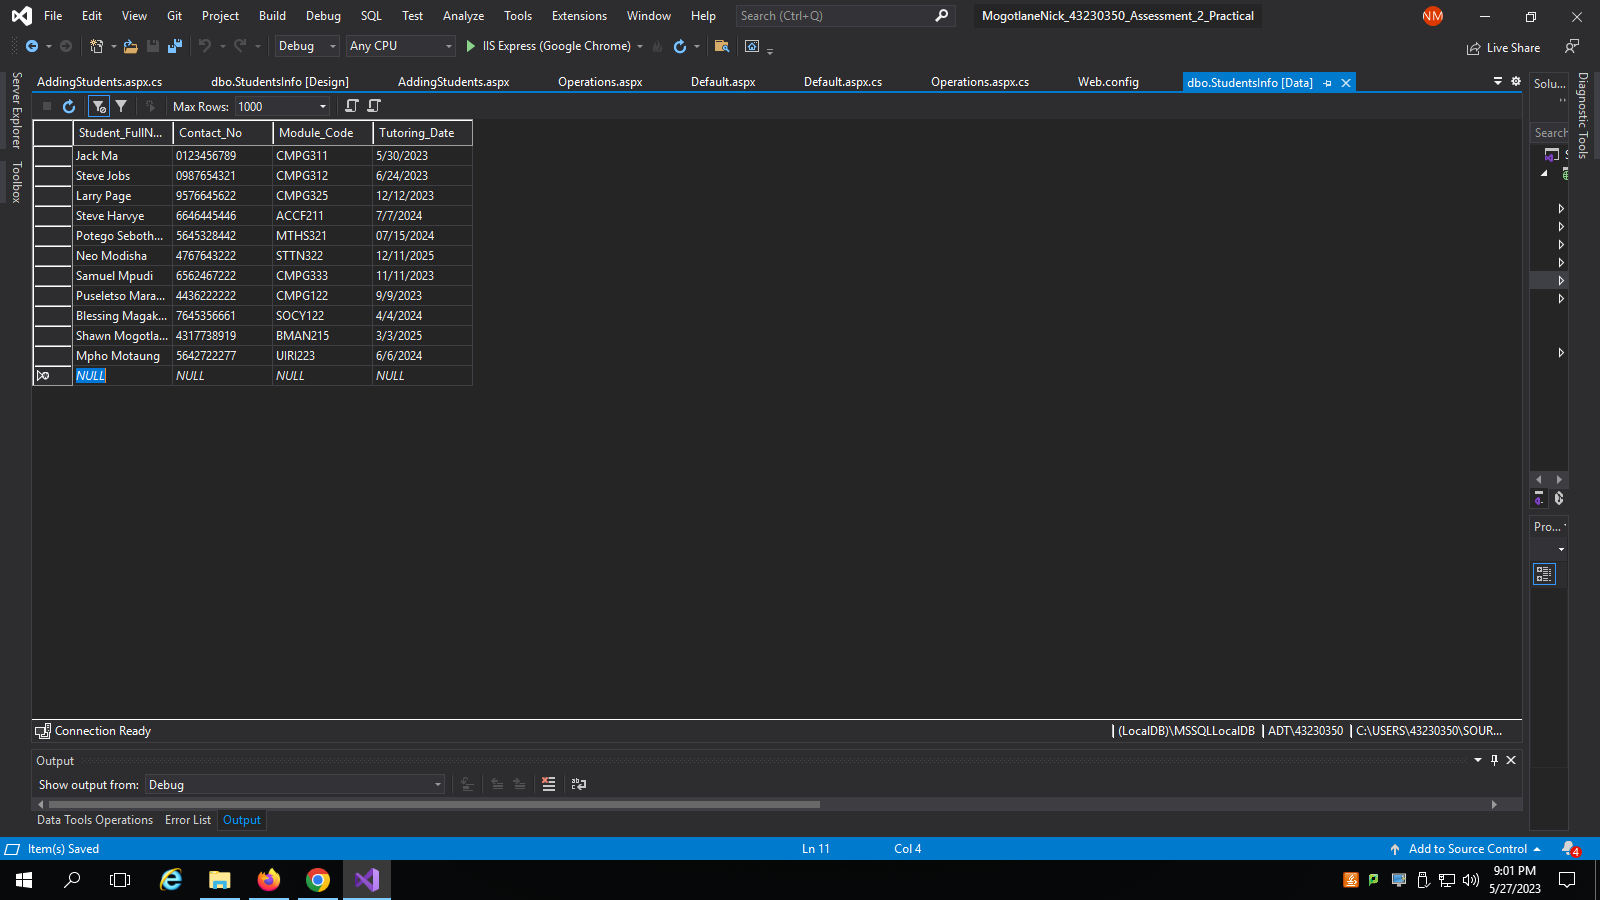 File Edit View Git Project Build Debug SQL Test Analyze Tools Extensions Window Help Search (Ctrl+Q) MogotlaneNick_43230350_Assessment_2_Practical NM
Debug Any CPU IIS Express (Google Chrome) Live Share
AddingStudents.aspx.cs dbo.StudentsInfo [Design] AddingStudents.aspx Operations.aspx Default.aspx Default.aspx.cs Operations.aspx.cs Web.config dbo.StudentsInfo [Data] Solu...
Server Explorer
Toolbox
Diagnostic Tools
Max Rows: 1000
Search
Student_FullN... Contact_No Module_Code Tutoring_Date
Jack Ma 0123456789 CMPG311 5/30/2023
Steve Jobs 0987654321 CMPG312 6/24/2023
Larry Page 9576645622 CMPG325 12/12/2023
Steve Harvye 6646445446 ACCF211 7/7/2024
Potego Seboth... 5645328442 MTHS321 07/15/2024
Neo Modisha 4767643222 STTN322 12/11/2025
Samuel Mpudi 6562467222 CMPG333 11/11/2023
Puseletso Mara... 4436222222 CMPG122 9/9/2023
Blessing Magak... 7645356661 SOCY122 4/4/2024
Shawn Mogotla... 4317738919 BMAN215 3/3/2025
Mpho Motaung 5642722277 UIRI223 6/6/2024
NULL NULL NULL NULL
Pro...
Connection Ready (LocalDB)\MSSQLLocalDB ADT\43230350 C:\USERS\43230350\SOUR...
Output
Show output from: Debug
Data Tools Operations Error List Output
Item(s) Saved Ln 11 Col 4 Add to Source Control 4
9:01 PM
5/27/2023